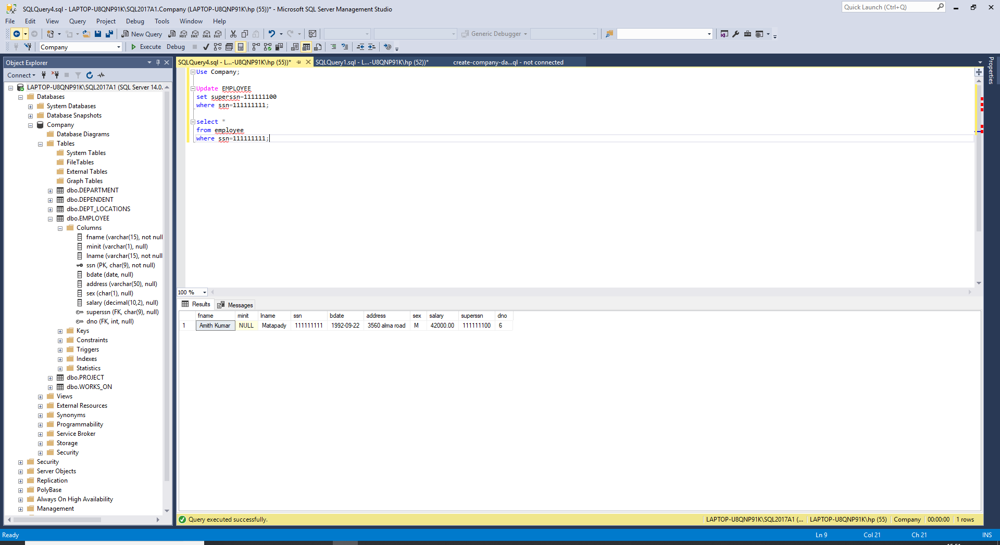 SQLQuery4.sql - LAPTOP-U8QNP91K\SQL2017A1.Company (LAPTOP-U8QNP91K\hp (55))* - Microsoft SQL Server Management Studio
Quick Launch (Ctrl+Q)
File Edit View Query Project Debug Tools Window Help
New Query
MDX DMX XMLA DAX
Generic Debugger
Company
Execute Debug
Object Explorer
SQLQuery4.sql - L...-U8QNP91K\hp (55))*
SQLQuery1.sql - L...-U8QNP91K\hp (52))*
create-company-da...ql - not connected
Properties
Connect
LAPTOP-U8QNP91K\SQL2017A1 (SQL Server 14.0.
Databases
System Databases
Database Snapshots
Company
Database Diagrams
Tables
System Tables
FileTables
External Tables
Graph Tables
dbo.DEPARTMENT
dbo.DEPENDENT
dbo.DEPT_LOCATIONS
dbo.EMPLOYEE
Columns
fname (varchar(15), not null
minit (varchar(1), null)
lname (varchar(15), not null
ssn (PK, char(9), not null)
bdate (date, null)
address (varchar(50), null)
sex (char(1), null)
salary (decimal(10,2), null)
superssn (FK, char(9), null)
dno (FK, int, null)
Keys
Constraints
Triggers
Indexes
Statistics
dbo.PROJECT
dbo.WORKS_ON
Views
External Resources
Synonyms
Programmability
Service Broker
Storage
Security
Security
Server Objects
Replication
PolyBase
Always On High Availability
Management
Use Company;
Update EMPLOYEE
set superssn=111111100
where ssn=111111111;
select *
from employee
where ssn=111111111;
100 %
Results Messages
fname minit lname ssn bdate address sex salary superssn dno
1 Amith Kumar NULL Matapady 111111111 1992-09-22 3560 alma road M 42000.00 111111100 6
Query executed successfully.
LAPTOP-U8QNP91K\SQL2017A1 (... LAPTOP-U8QNP91K\hp (55) Company 00:00:00 1 rows
Ready
Ln 9 Col 21 Ch 21 INS